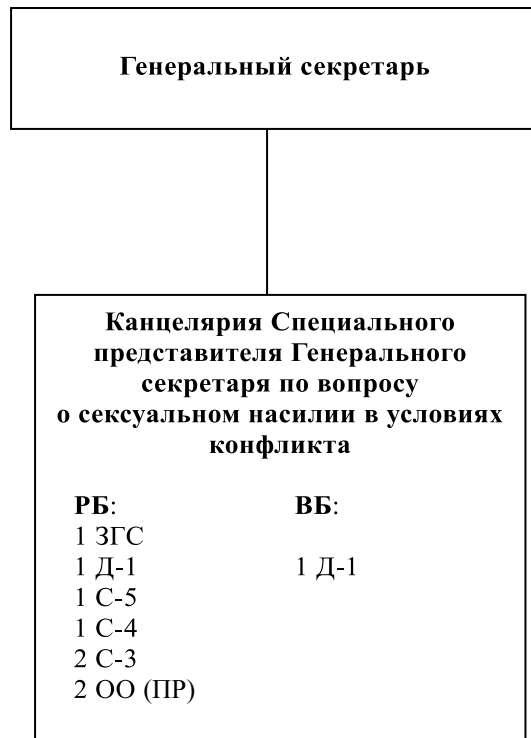 Генеральный секретарь
Канцелярия Специального
представителя Генерального
секретаря по вопросу
о сексуальном насилии в условиях
конфликта
РБ: ВБ:
1 ЗГС
1 Д-1 1 Д-1
1 С-5
1 С-4
2 С-3
2 ОО (ПР)